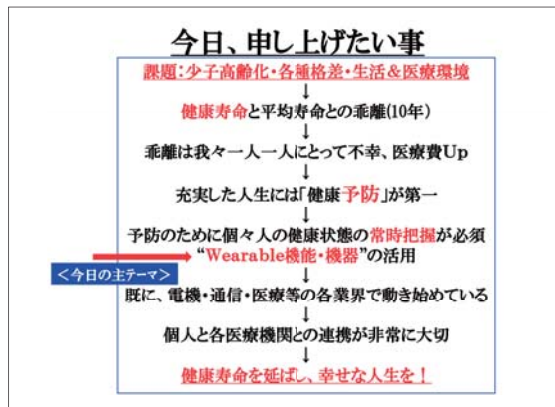 今日、申し上げたい事
課題:少子高齢化・各種格差・生活&医療環境
↓
健康寿命と平均寿命との乖離(10年)
↓
乖離は我々一人一人にとって不幸、医療費Up
↓
充実した人生には「健康予防」が第一
↓
予防のために個々人の健康状態の常時把握が必須
“Wearable機能・機器”の活用
<今日の主テーマ>
↓
既に、電機・通信・医療等の各業界で動き始めている
↓
個人と各医療機関との連携が非常に大切
↓
健康寿命を延ばし、幸せな人生を!